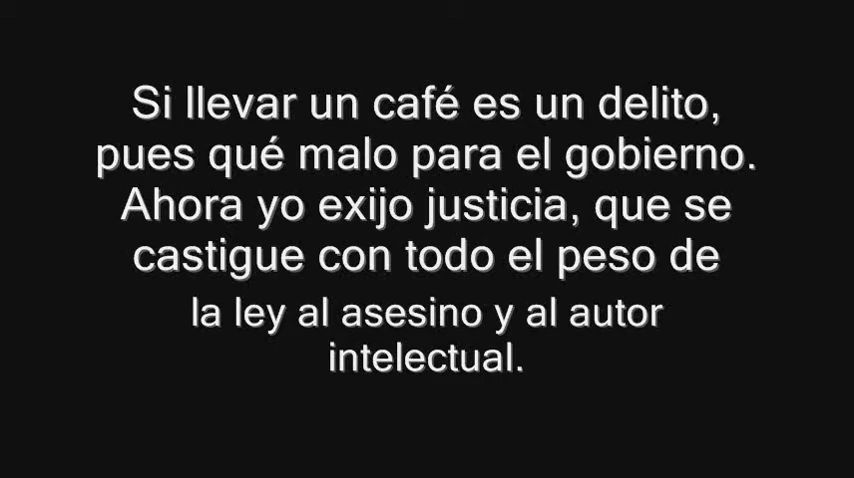 Si llevar un café es un delito,
pues qué malo para el gobierno.
Ahora yo exijo justicia, que se
castigue con todo el peso de
la ley al asesino y al autor
intelectual.